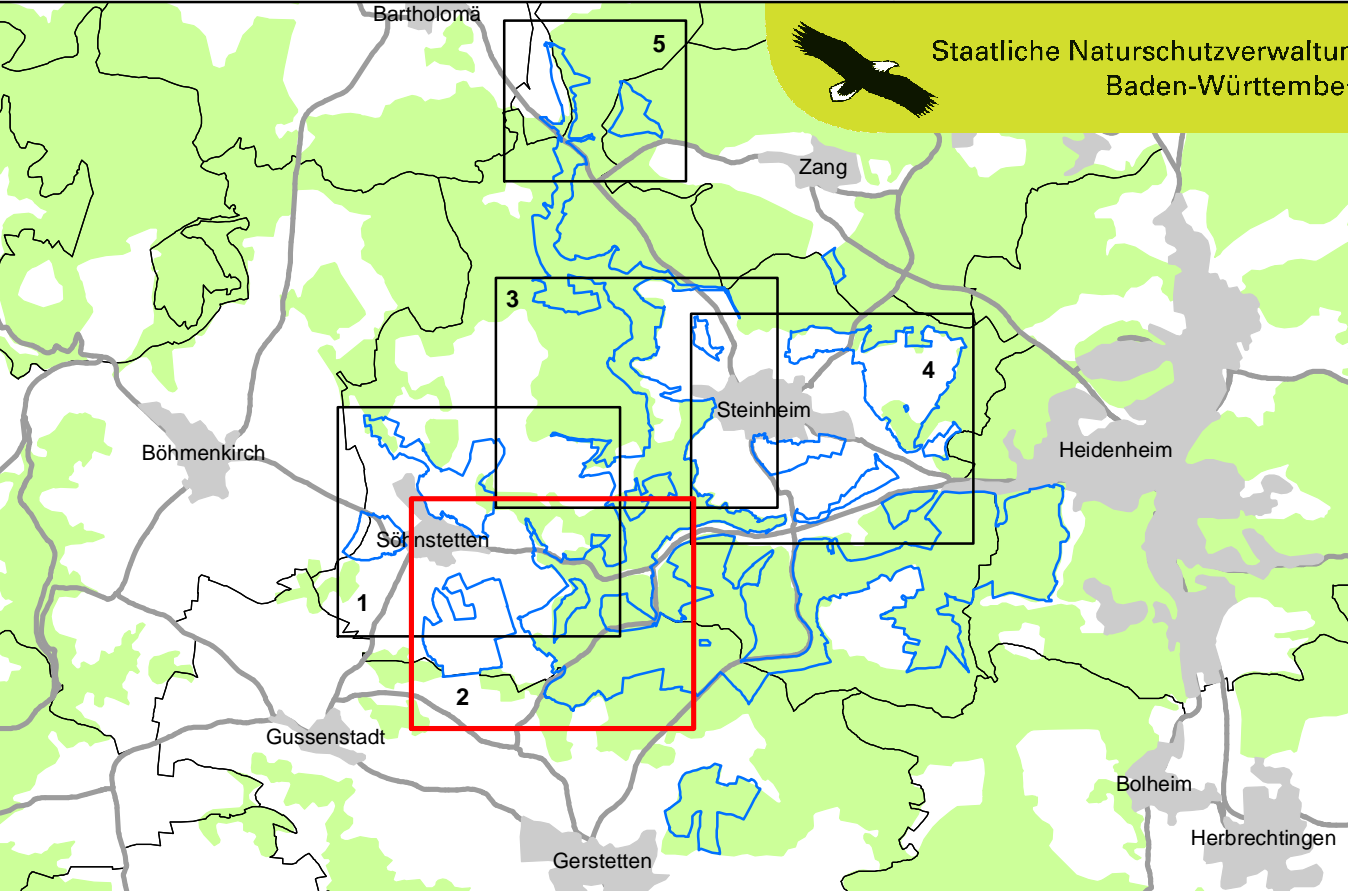 Bartholomä
5
Staatliche Naturschutzverwaltun
Baden-Württembe
Zang
3
4
Steinheim
Böhmenkirch
Heidenheim
Söhnstetten
1
2
Gussenstadt
Bolheim
Herbrechtingen
Gerstetten